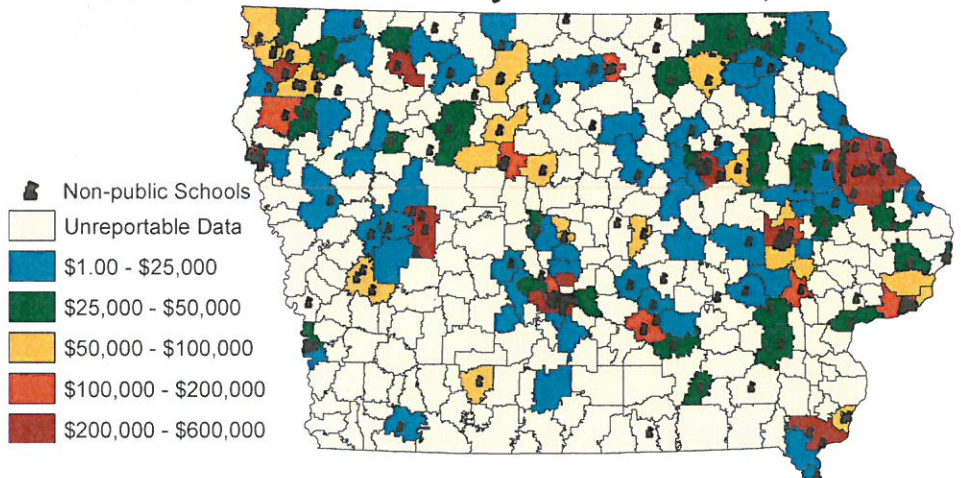 Non-public Schools
Unreportable Data
$1.00 - $25,000
$25,000 - $50,000
$50,000 - $100,000
$100,000 - $200,000
$200,000 - $600,000